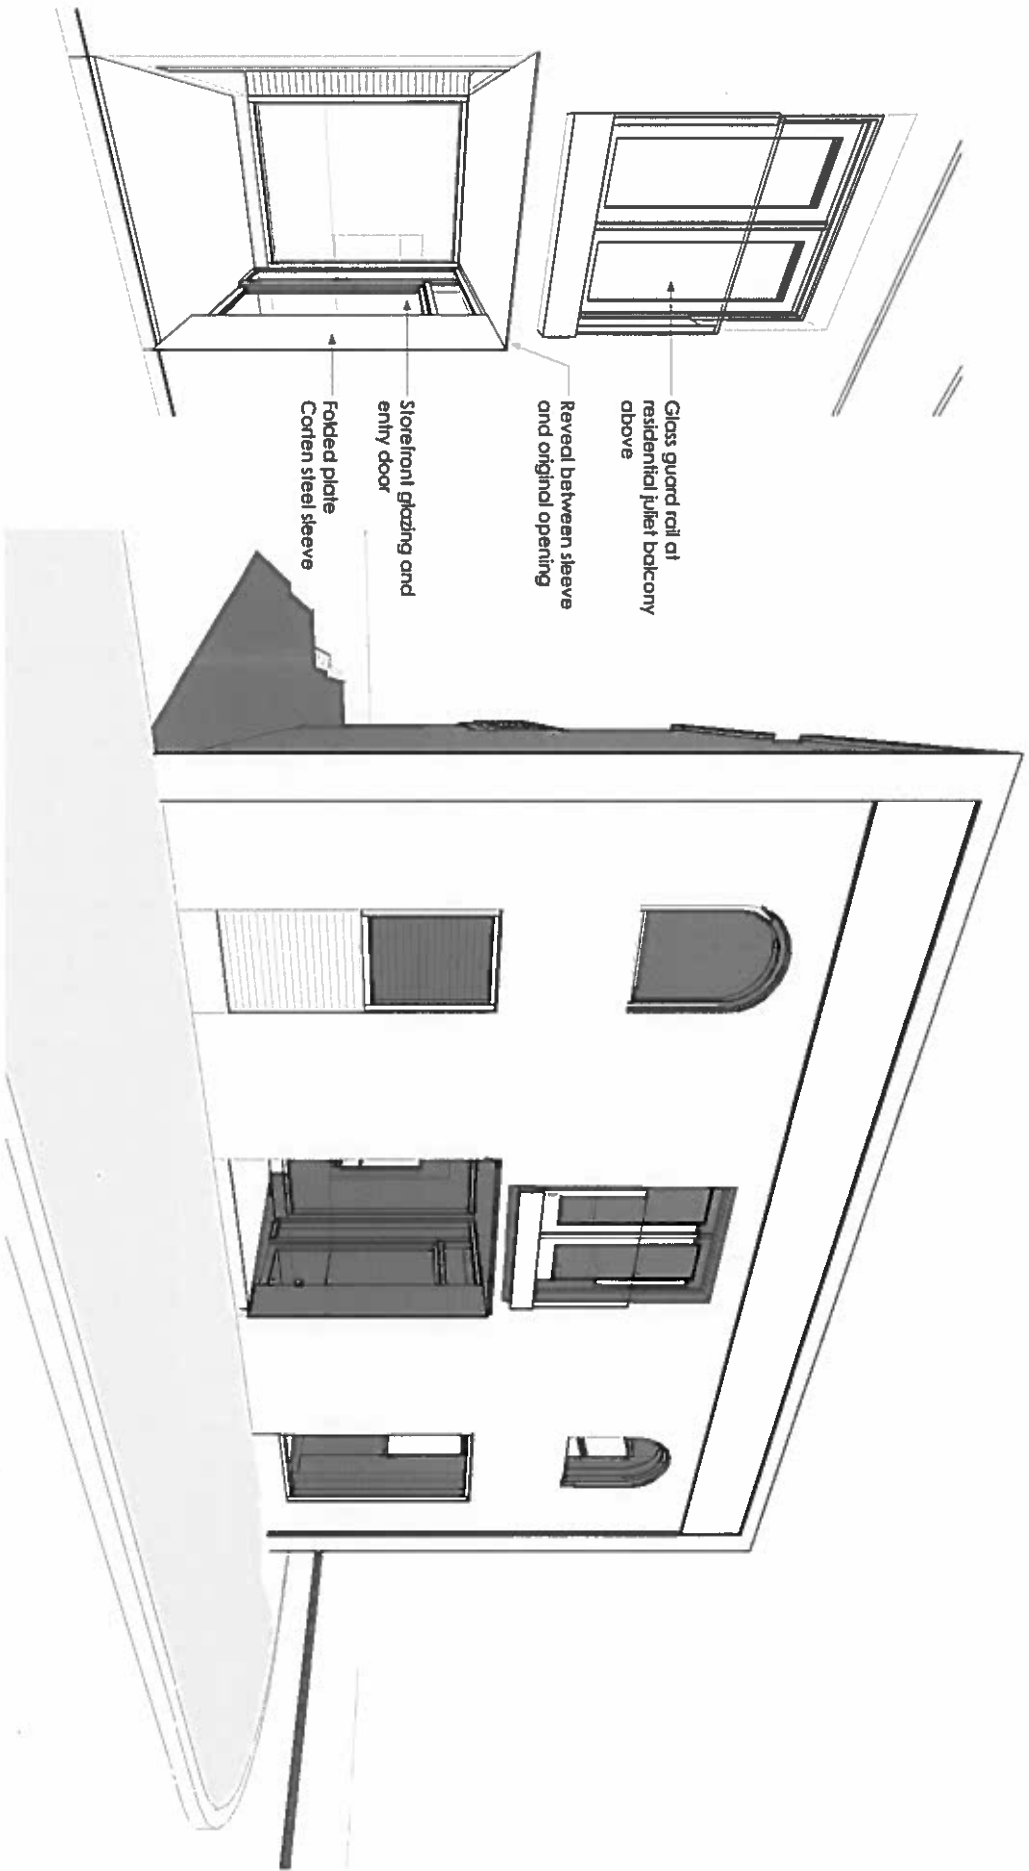 Glass guard rail at
residential juliet balcony
above
Reveal between sleeve
and original opening
Storefront glazing and
entry door
Folded plate
Corten steel sleeve